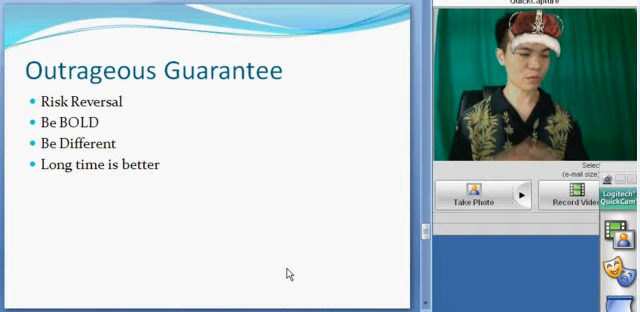 Outrageous Guarantee
Risk Reversal
Be BOLD
Be Different
Long time is better
QuickCapture
Select
(e-mail size)
Take Photo
Record Video
Logitech
QuickCam